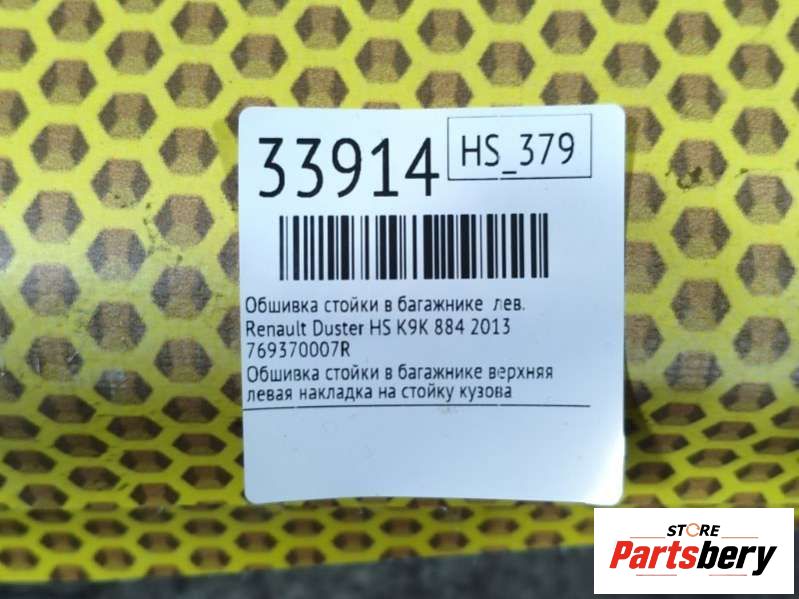 33914
HS_379
Обшивка стойки в багажнике лев.
Renault Duster HS K9K 884 2013
769370007R
Обшивка стойки в багажнике верхняя
левая накладка на стойку кузова
STORE
Partsbery